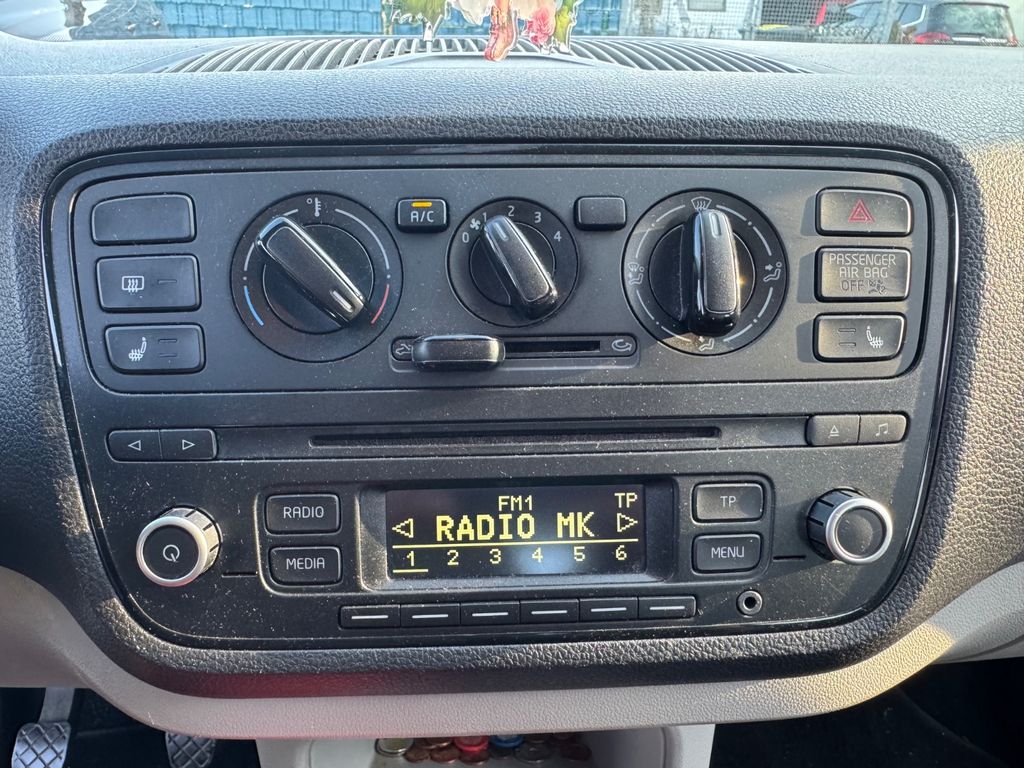 A/C
0 1 2 3 4
PASSENGER
AIR BAG
OFF
RADIO
MEDIA
FM1
TP
RADIO MK
1 2 3 4 5 6
TP
MENU